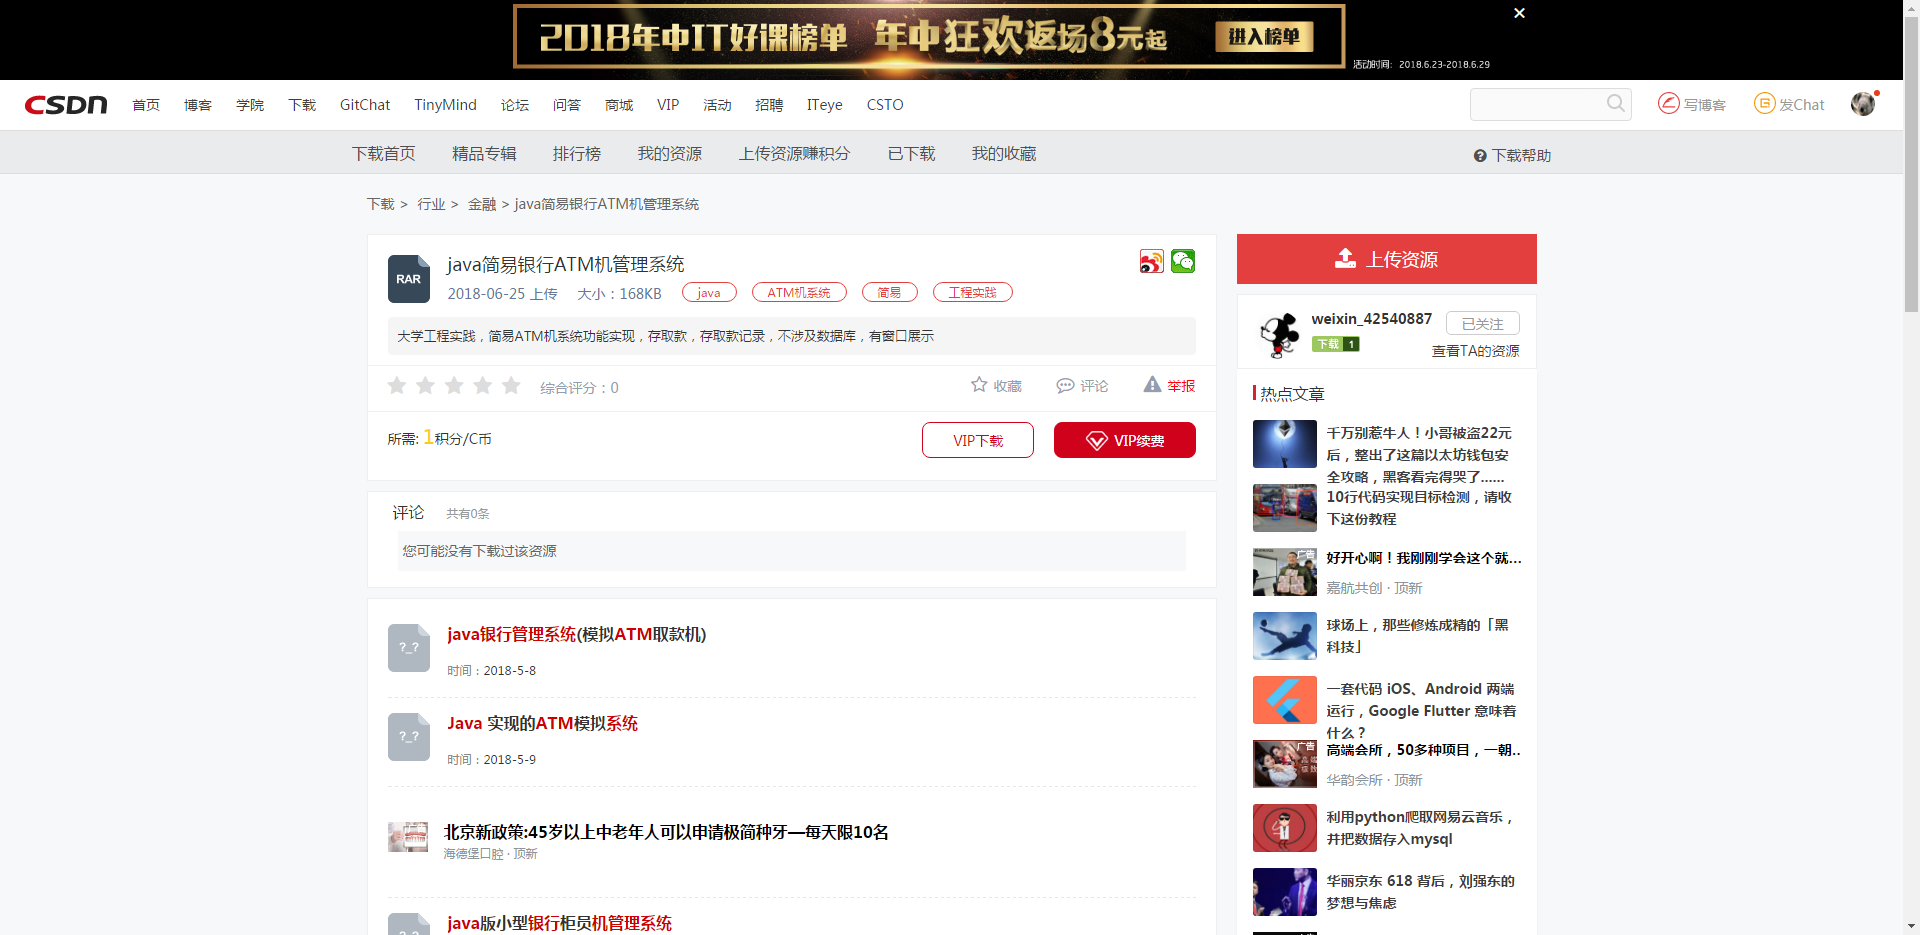 2018年中IT好课榜单 年中狂欢返场8元起 进入榜单
活动时间：2018.6.23-2018.6.29
CSDN 首页 博客 学院 下载 GitChat TinyMind 论坛 问答 商城 VIP 活动 招聘 ITeye CSTO 写博客 发Chat
下载首页 精品专辑 排行榜 我的资源 上传资源赚积分 已下载 我的收藏 下载帮助
下载 > 行业 > 金融 > java简易银行ATM机管理系统
RAR
java简易银行ATM机管理系统
2018-06-25 上传 大小：168KB java ATM机系统 简易 工程实践
大学工程实践，简易ATM机系统功能实现，存取款，存取款记录，不涉及数据库，有窗口展示
综合评分：0 收藏 评论 举报
所需: 1积分/C币 VIP下载 VIP续费
评论 共有0条
您可能没有下载过该资源
?_?
java银行管理系统(模拟ATM取款机)
时间：2018-5-8
?_?
Java 实现的ATM模拟系统
时间：2018-5-9
北京新政策:45岁以上中老年人可以申请极简种牙—每天限10名
海德堡口腔 · 顶新
java版小型银行柜员机管理系统
上传资源
weixin_42540887 已关注
下载 1 查看TA的资源
热点文章
千万别惹牛人！小哥被盗22元
后，整出了这篇以太坊钱包安
全攻略，黑客看完得哭了……
10行代码实现目标检测，请收
下这份教程
广告
好开心啊！我刚刚学会这个就...
嘉航共创 · 顶新
球场上，那些修炼成精的「黑
科技」
一套代码 iOS、Android 两端
运行，Google Flutter 意味着
什么？
广告
高端会所，50多种项目，一朝..
华韵会所 · 顶新
利用python爬取网易云音乐，
并把数据存入mysql
华丽京东 618 背后，刘强东的
梦想与焦虑